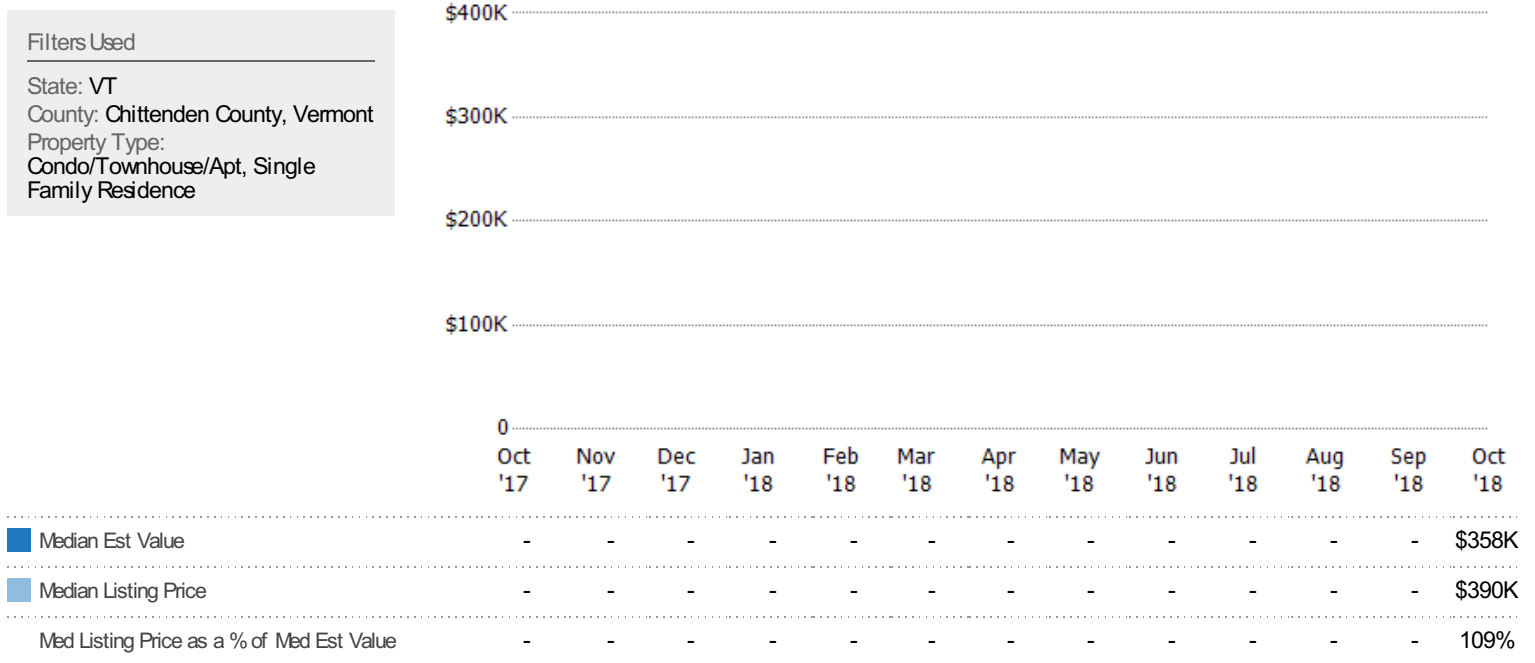 Filters Used
State: VT
County: Chittenden County, Vermont
Property Type:
Condo/Townhouse/Apt, Single
Family Residence
$400K
$300K
$200K
$100K
0
Oct Nov Dec Jan Feb Mar Apr May Jun Jul Aug Sep Oct
'17 '17 '17 '18 '18 '18 '18 '18 '18 '18 '18 '18 '18
Median Est Value - - - - - - - - - - - - $358K
Median Listing Price - - - - - - - - - - - - $390K
Med Listing Price as a % of Med Est Value - - - - - - - - - - - - 109%